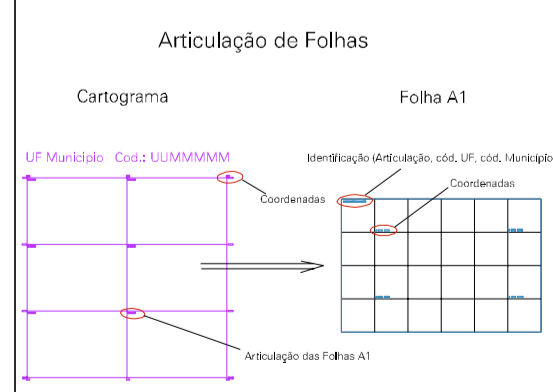 Articulação de Folhas
Cartograma
Folha A1
UF Municipio Cod.: UUMMMMM
Identificação (Articulação, cód. UF, cód. Município
Coordenadas
Coordenadas
Articulação das Folhas A1